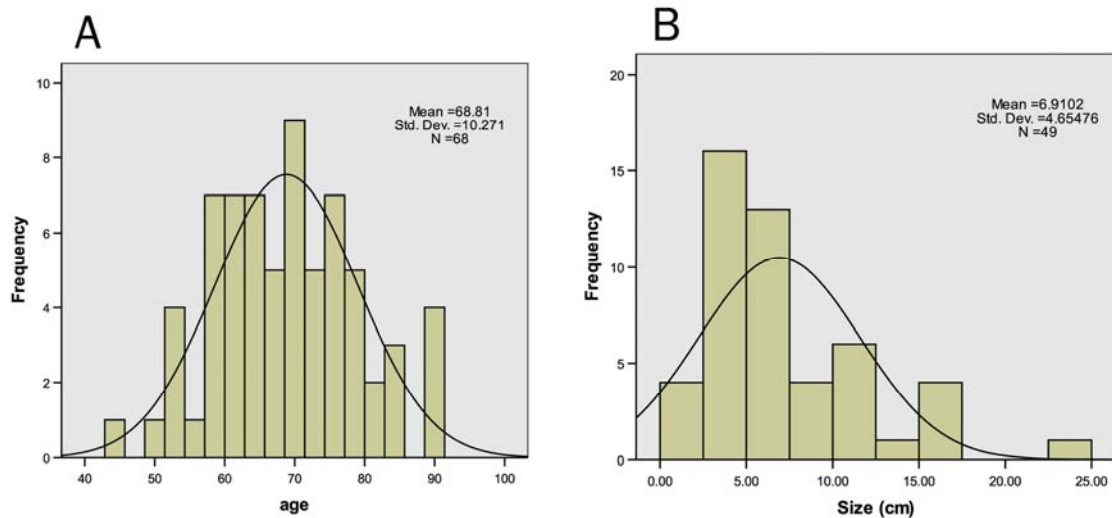 A
Frequency
10
8
6
4
2
0
Mean =68.81
Std. Dev. =10.271
N =68
40 50 60 70 80 90 100
age
B
Frequency
20
15
10
5
0
Mean =6.9102
Std. Dev. =4.65476
N =49
0.00 5.00 10.00 15.00 20.00 25.00
Size (cm)